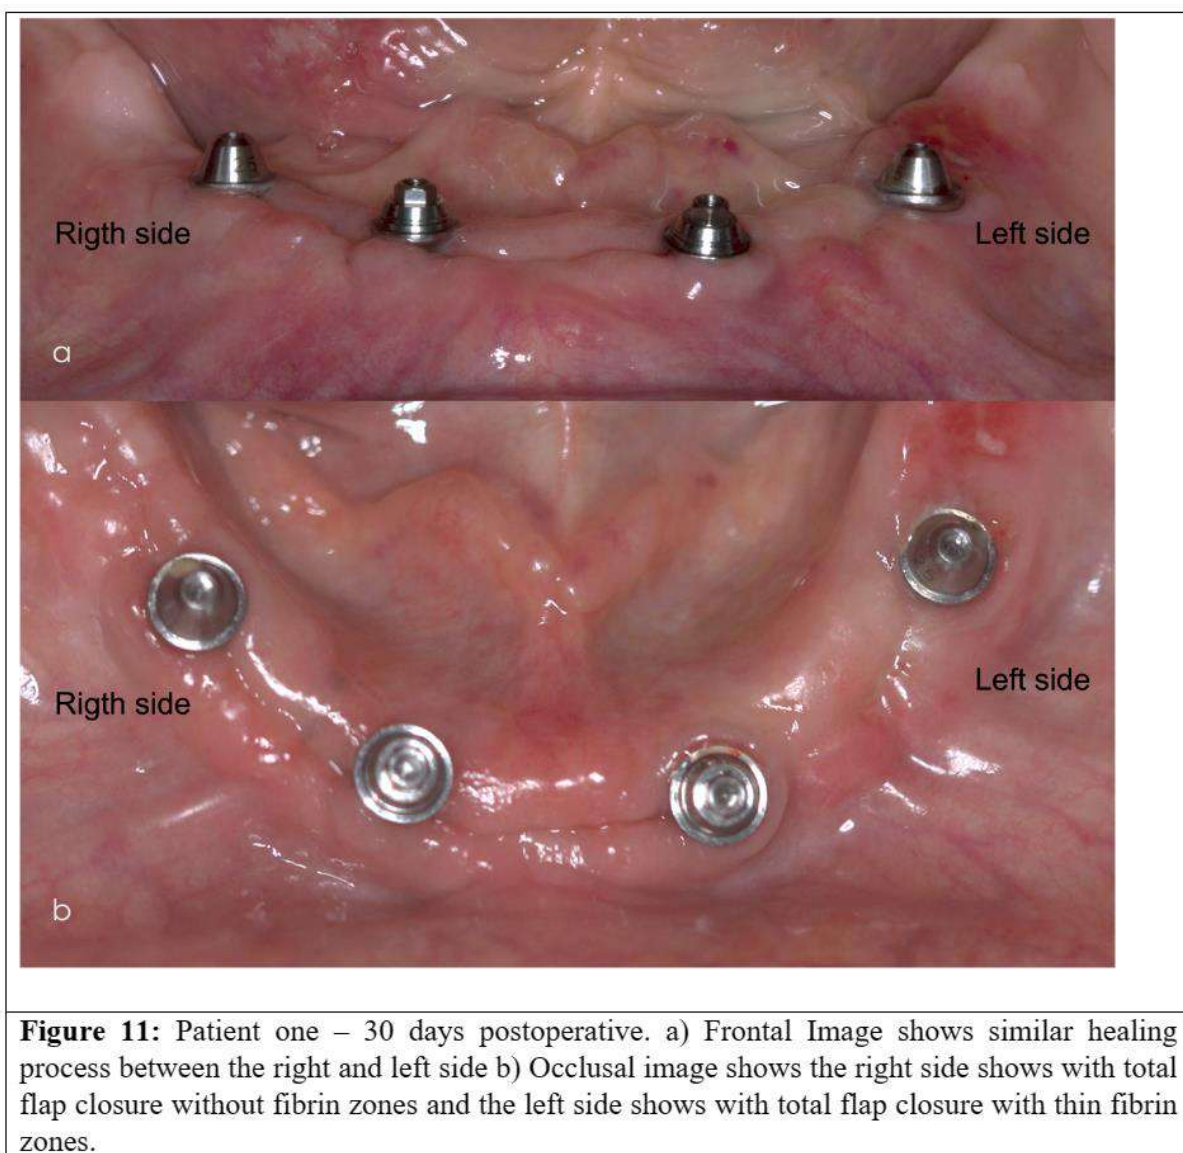 Rigth side
Left side
a
Rigth side
Left side
b
Figure 11: Patient one – 30 days postoperative. a) Frontal Image shows similar healing
process between the right and left side b) Occlusal image shows the right side shows with total
flap closure without fibrin zones and the left side shows with total flap closure with thin fibrin
zones.